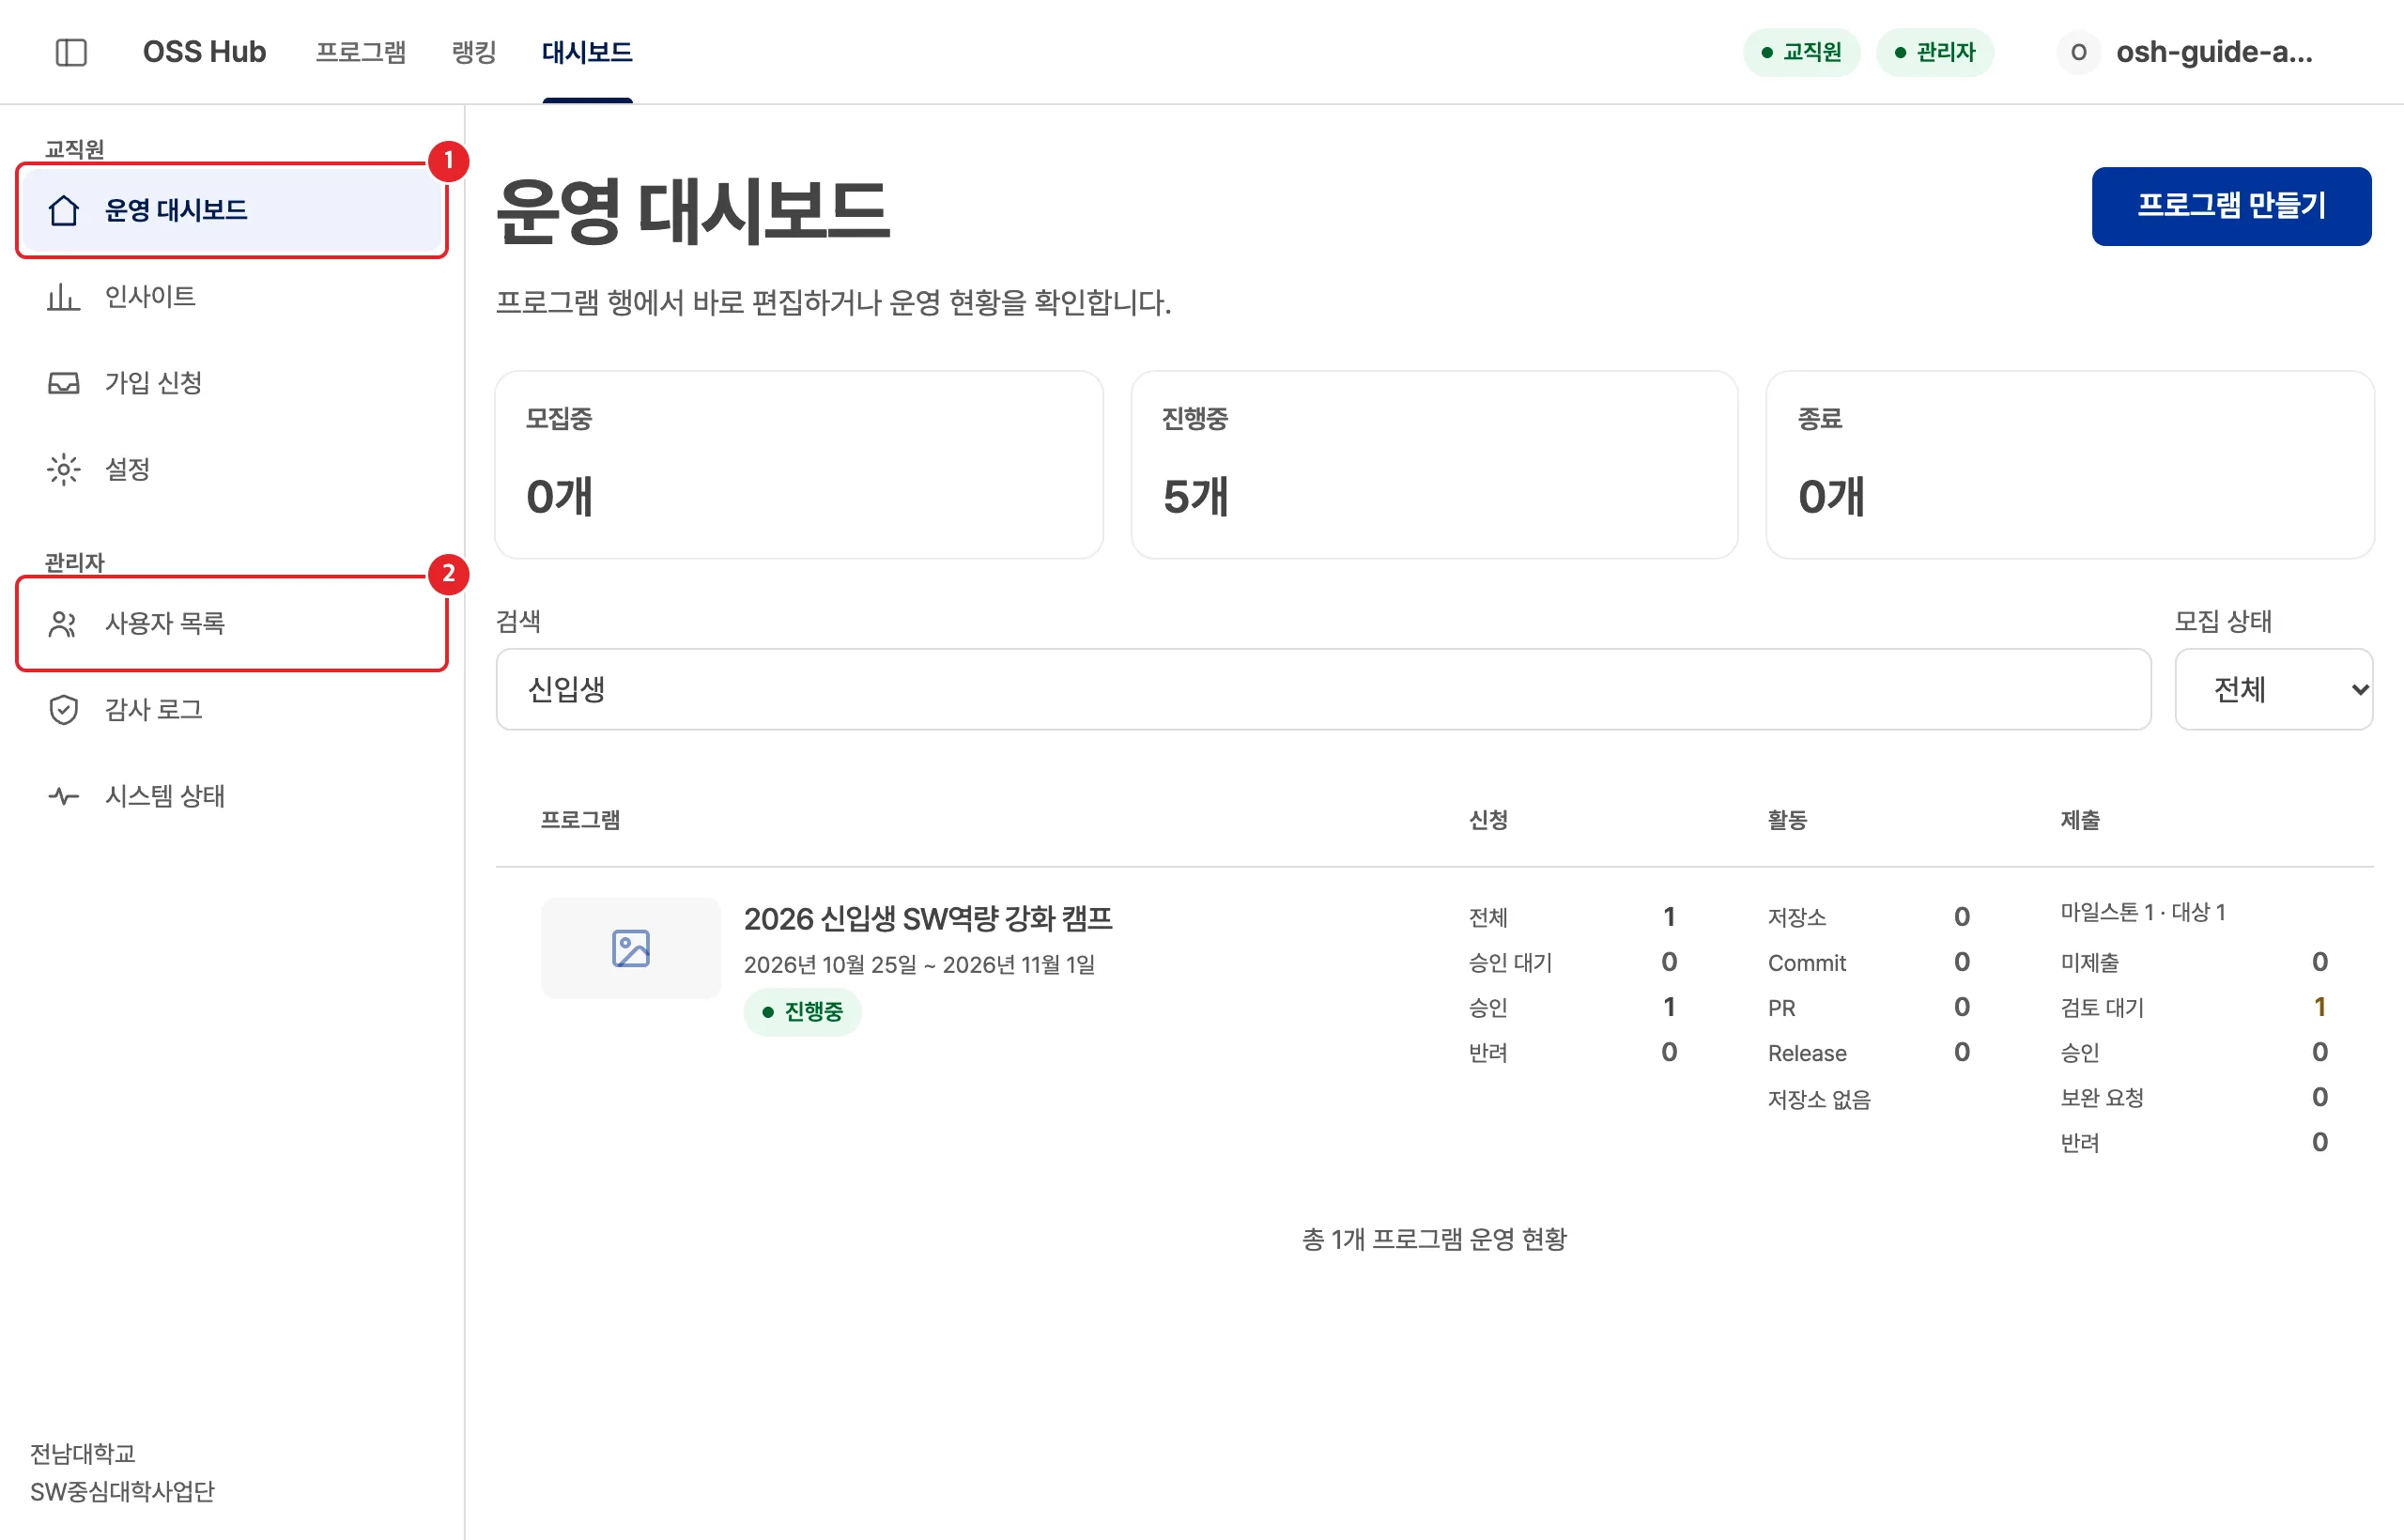 OSS Hub 프로그램 랭킹 대시보드 교직원 관리자 O osh-guide-a...
교직원
1
운영 대시보드
인사이트
가입 신청
설정
관리자
2
사용자 목록
감사 로그
시스템 상태
전남대학교
SW중심대학사업단
운영 대시보드
프로그램 만들기
프로그램 행에서 바로 편집하거나 운영 현황을 확인합니다.
모집중
0개
진행중
5개
종료
0개
검색
신입생
모집 상태
전체
프로그램 신청 활동 제출
2026 신입생 SW역량 강화 캠프
2026년 10월 25일 ~ 2026년 11월 1일
진행중
전체 1
승인 대기 0
승인 1
반려 0
저장소 0
Commit 0
PR 0
Release 0
저장소 없음
마일스톤 1 · 대상 1
미제출 0
검토 대기 1
승인 0
보완 요청 0
반려 0
총 1개 프로그램 운영 현황